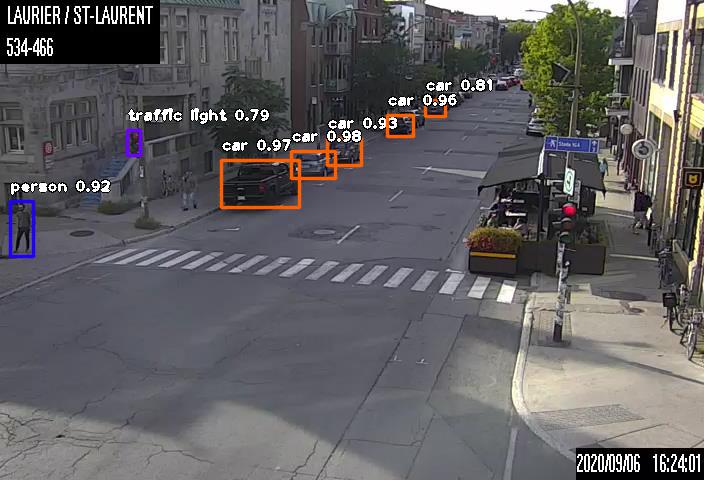 LAURIER / ST-LAURENT
534-466
car 0.81
car 0.96
traffic light 0.79
car 0.93
car 0.98
car 0.97
person 0.92
2020/09/06 16:24:01